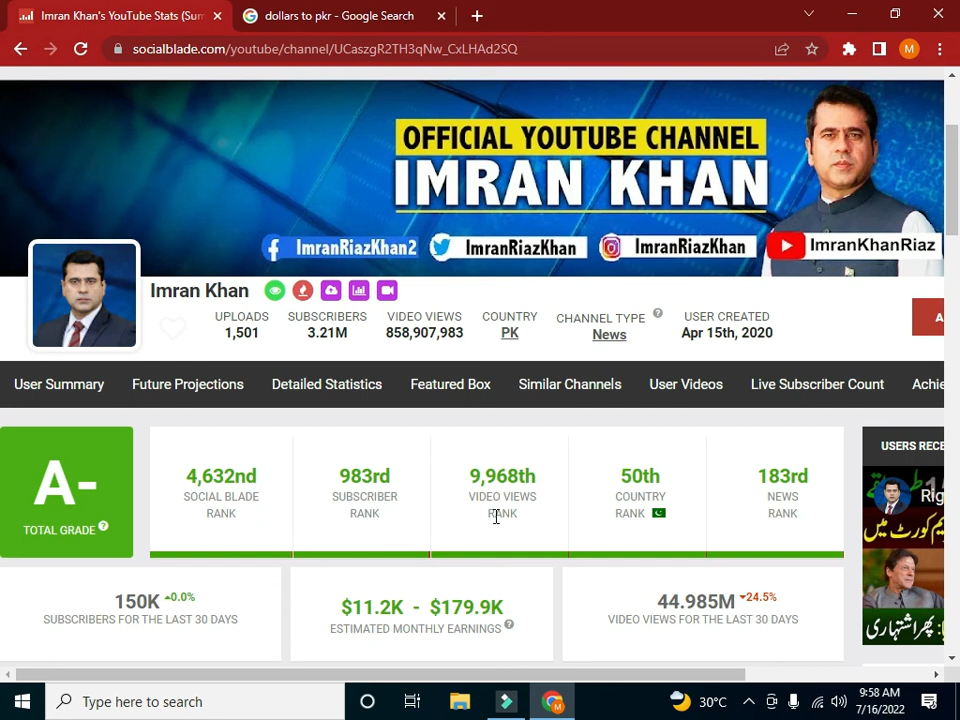 Imran Khan's YouTube Stats (Sum
dollars to pkr - Google Search
socialblade.com/youtube/channel/UCaszgR2TH3qNw_CxLHAd2SQ
M
OFFICIAL YOUTUBE CHANNEL
IMRAN KHAN
ImranRiazKhan2
ImranRiazKhan
ImranRiazKhan
ImranKhanRiaz
Imran Khan
UPLOADS
1,501
SUBSCRIBERS
3.21M
VIDEO VIEWS
858,907,983
COUNTRY
PK
CHANNEL TYPE
News
USER CREATED
Apr 15th, 2020
A
User Summary
Future Projections
Detailed Statistics
Featured Box
Similar Channels
User Videos
Live Subscriber Count
Achie
A-
TOTAL GRADE
4,632nd
SOCIAL BLADE
RANK
983rd
SUBSCRIBER
RANK
9,968th
VIDEO VIEWS
RANK
50th
COUNTRY
RANK
183rd
NEWS
RANK
USERS RECE
Rig
150K 0.0%
SUBSCRIBERS FOR THE LAST 30 DAYS
$11.2K - $179.9K
ESTIMATED MONTHLY EARNINGS
44.985M 24.5%
VIDEO VIEWS FOR THE LAST 30 DAYS
Type here to search
M
30°C
9:58 AM
7/16/2022